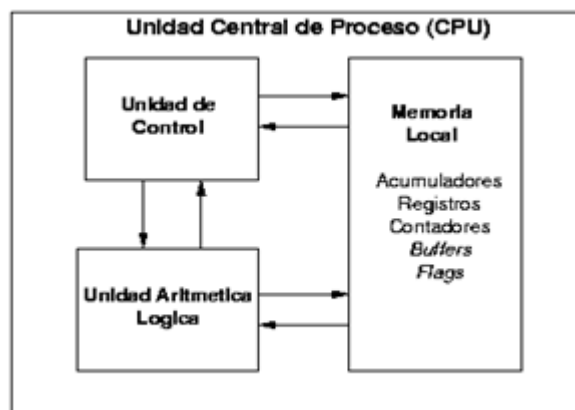 Unidad Central de Proceso (CPU)
Unidad de
Control
Memoria
Local
Acumuladores
Registros
Contadores
Buffers
Flags
Unidad Aritmetica
Logica